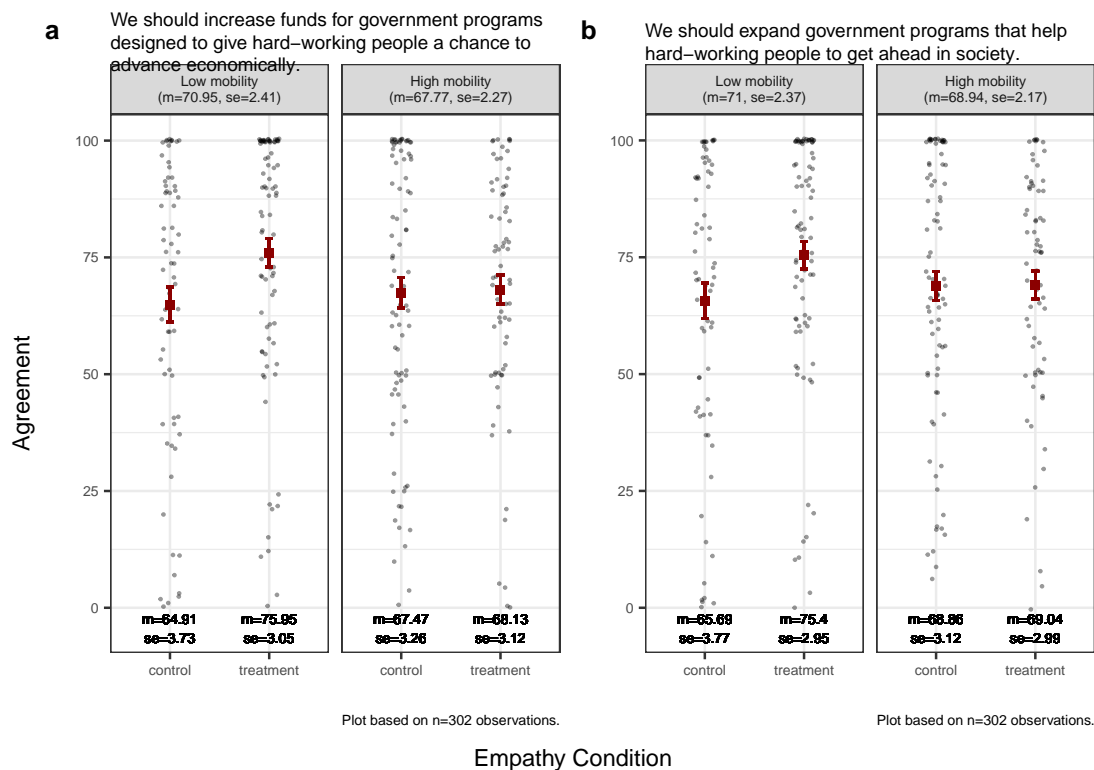 a
We should increase funds for government programs
designed to give hard−working people a chance to
advance economically.
Low mobility
(m=70.95, se=2.41)
High mobility
(m=67.77, se=2.27)
100
75
50
25
0
m=64.91
se=3.73
m=75.95
se=3.05
m=67.47
se=3.26
m=68.13
se=3.12
control
treatment
control
treatment
Plot based on n=302 observations.
b
We should expand government programs that help
hard−working people to get ahead in society.
Low mobility
(m=71, se=2.37)
High mobility
(m=68.94, se=2.17)
100
75
50
25
0
m=65.69
se=3.77
m=75.4
se=2.95
m=68.86
se=3.12
m=69.04
se=2.99
control
treatment
control
treatment
Plot based on n=302 observations.
Agreement
Empathy Condition